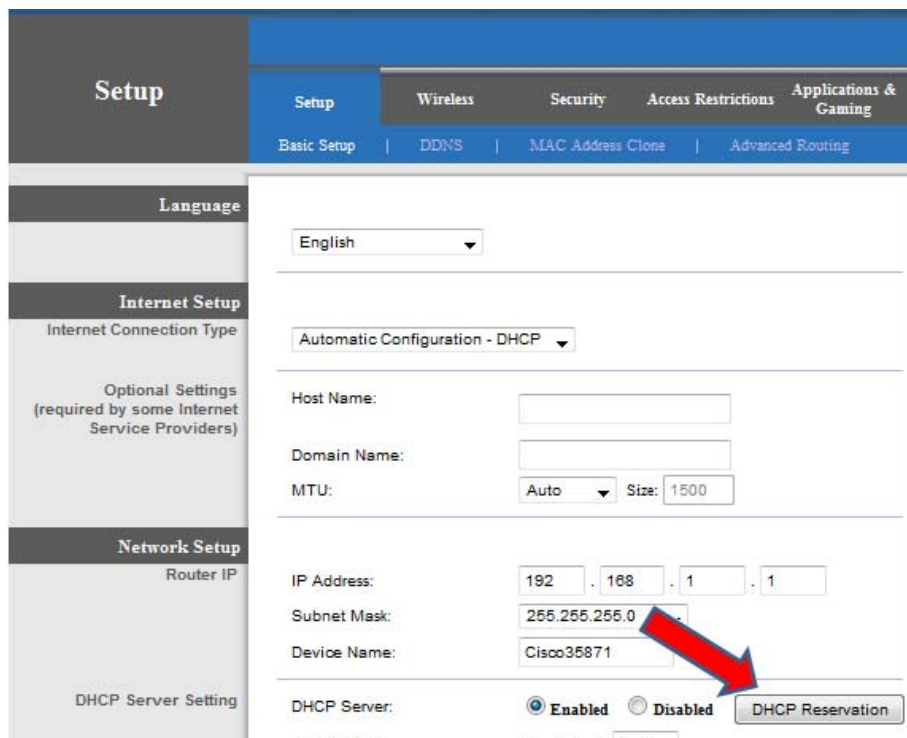 Setup
Setup Wireless Security Access Restrictions Applications & Gaming
Basic Setup | DDNS | MAC Address Clone | Advanced Routing
Language
English
Internet Setup
Internet Connection Type
Automatic Configuration - DHCP
Optional Settings
(required by some Internet
Service Providers)
Host Name:
Domain Name:
MTU: Auto Size: 1500
Network Setup
Router IP
IP Address: 192 . 168 . 1 . 1
Subnet Mask: 255.255.255.0
Device Name: Cisco35871
DHCP Server Setting
DHCP Server: Enabled Disabled DHCP Reservation